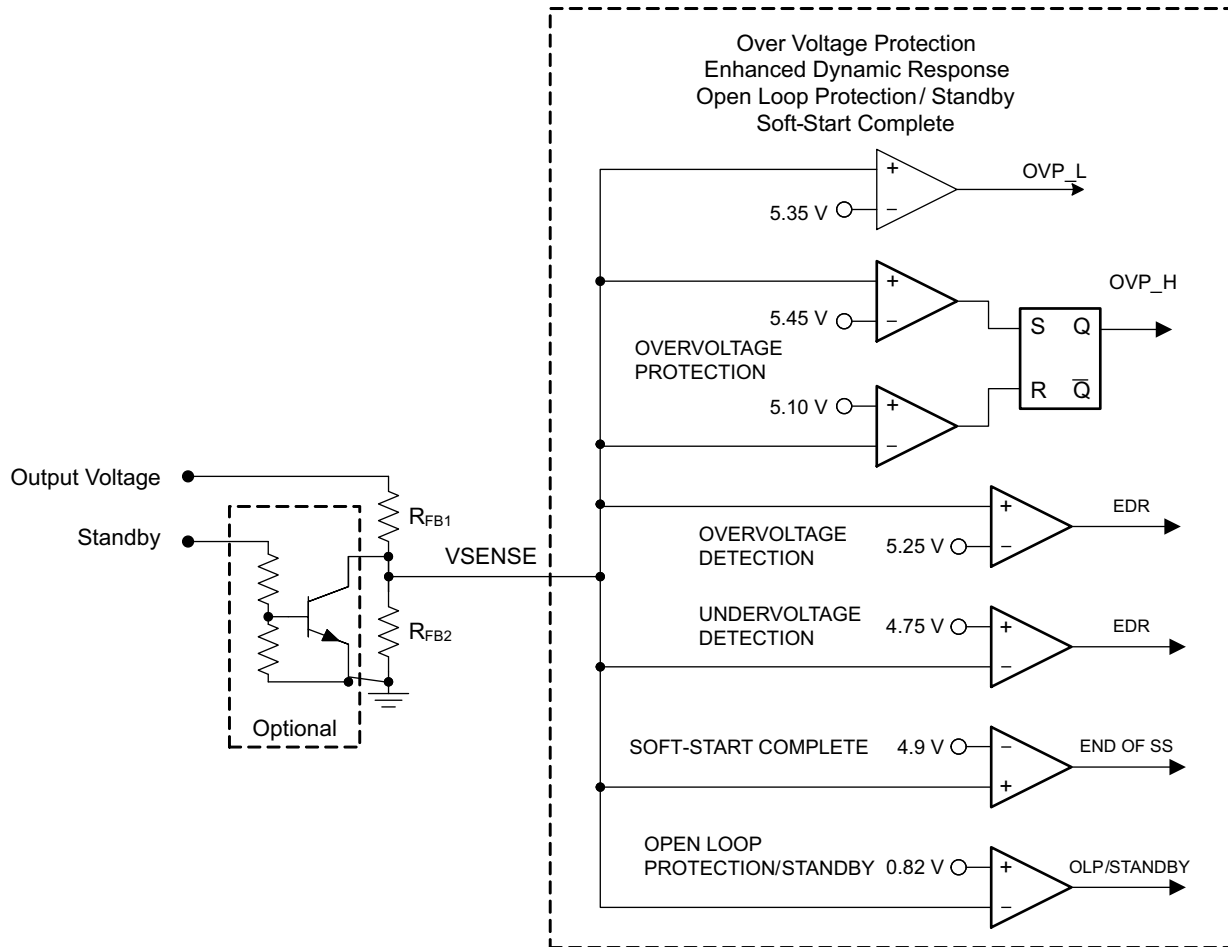 Over Voltage Protection
Enhanced Dynamic Response
Open Loop Protection/ Standby
Soft-Start Complete
+
OVP_L
5.35 V
−
+
OVP_H
5.45 V
−
S Q
OVERVOLTAGE
PROTECTION
R Q̅
5.10 V
+
−
Output Voltage
RFB1
Standby
VSENSE
RFB2
Optional
+
EDR
OVERVOLTAGE
DETECTION
5.25 V
−
UNDERVOLTAGE
DETECTION
4.75 V
+
EDR
−
SOFT-START COMPLETE
4.9 V
−
END OF SS
+
OPEN LOOP
PROTECTION/STANDBY
0.82 V
+
OLP/STANDBY
−